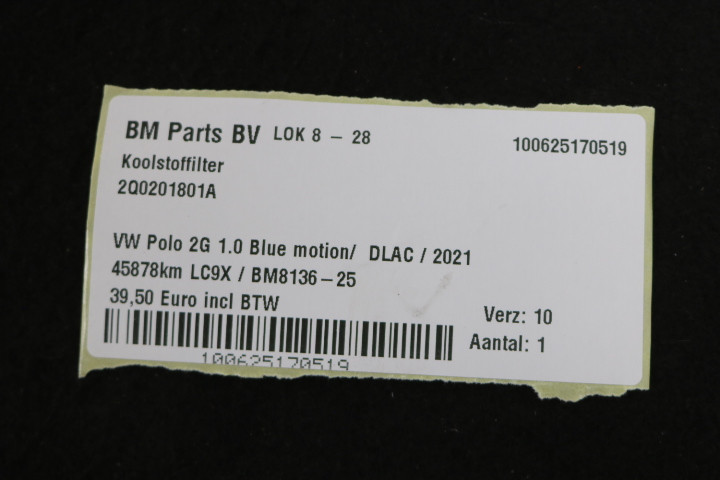 BM Parts BV LOK 8 - 28 100625170519
Koolstoffilter
2Q0201801A
VW Polo 2G 1.0 Blue motion/ DLAC / 2021
45878km LC9X / BM8136-25
39,50 Euro incl BTW
Verz: 10
Aantal: 1
100625170519